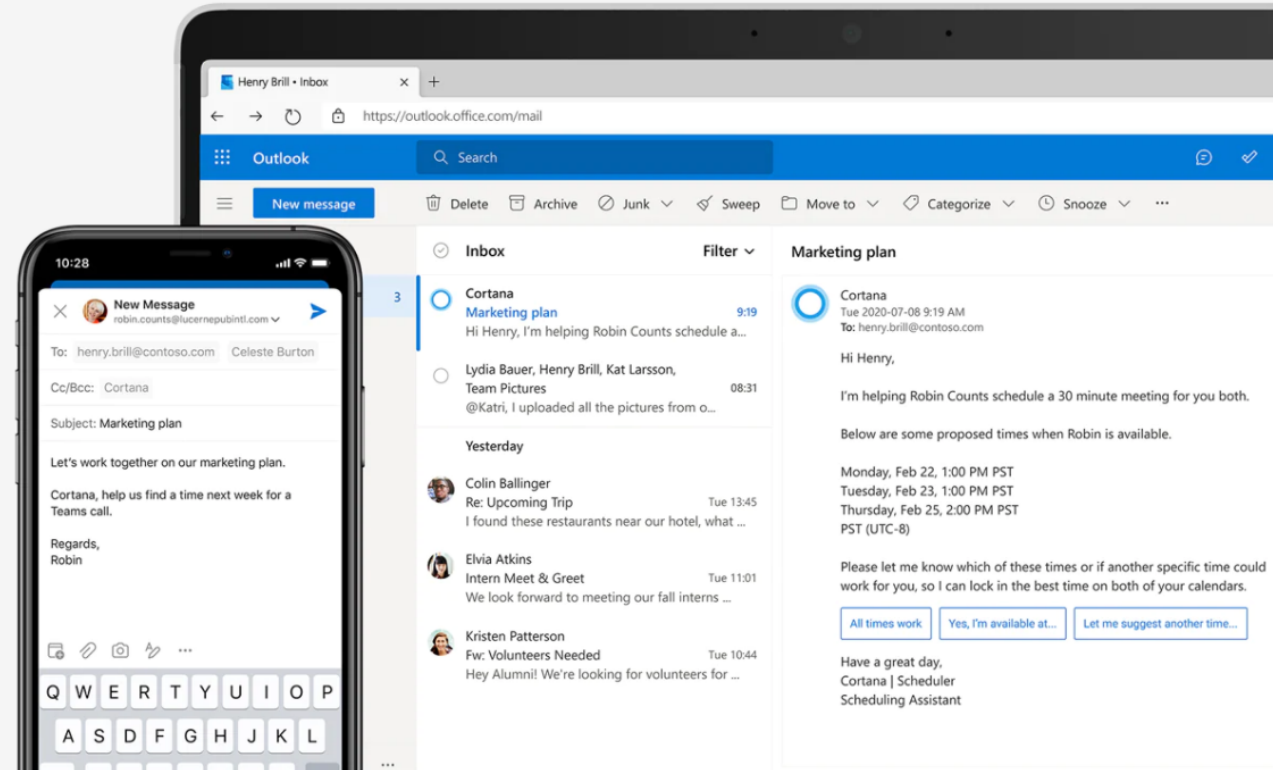 Henry Brill • Inbox
https://outlook.office.com/mail
Outlook
Search
New message
Delete
Archive
Junk
Sweep
Move to
Categorize
Snooze
3
Inbox
Filter
Cortana
Marketing plan 9:19
Hi Henry, I'm helping Robin Counts schedule a...
Lydia Bauer, Henry Brill, Kat Larsson,
Team Pictures 08:31
@Katri, I uploaded all the pictures from o...
Yesterday
Colin Ballinger
Re: Upcoming Trip Tue 13:45
I found these restaurants near our hotel, what ...
Elvia Atkins
Intern Meet & Greet Tue 11:01
We look forward to meeting our fall interns ...
Kristen Patterson
Fw: Volunteers Needed Tue 10:44
Hey Alumni! We're looking for volunteers for ...
Marketing plan
Cortana
Tue 2020-07-08 9:19 AM
To: henry.brill@contoso.com
Hi Henry,
I'm helping Robin Counts schedule a 30 minute meeting for you both.
Below are some proposed times when Robin is available.
Monday, Feb 22, 1:00 PM PST
Tuesday, Feb 23, 1:00 PM PST
Thursday, Feb 25, 2:00 PM PST
PST (UTC-8)
Please let me know which of these times or if another specific time could
work for you, so I can lock in the best time on both of your calendars.
All times work
Yes, I'm available at...
Let me suggest another time...
Have a great day,
Cortana | Scheduler
Scheduling Assistant
10:28
New Message
robin.counts@lucernepubintl.com
To: henry.brill@contoso.com Celeste Burton
Cc/Bcc: Cortana
Subject: Marketing plan
Let's work together on our marketing plan.
Cortana, help us find a time next week for a
Teams call.
Regards,
Robin
Q W E R T Y U I O P
A S D F G H J K L